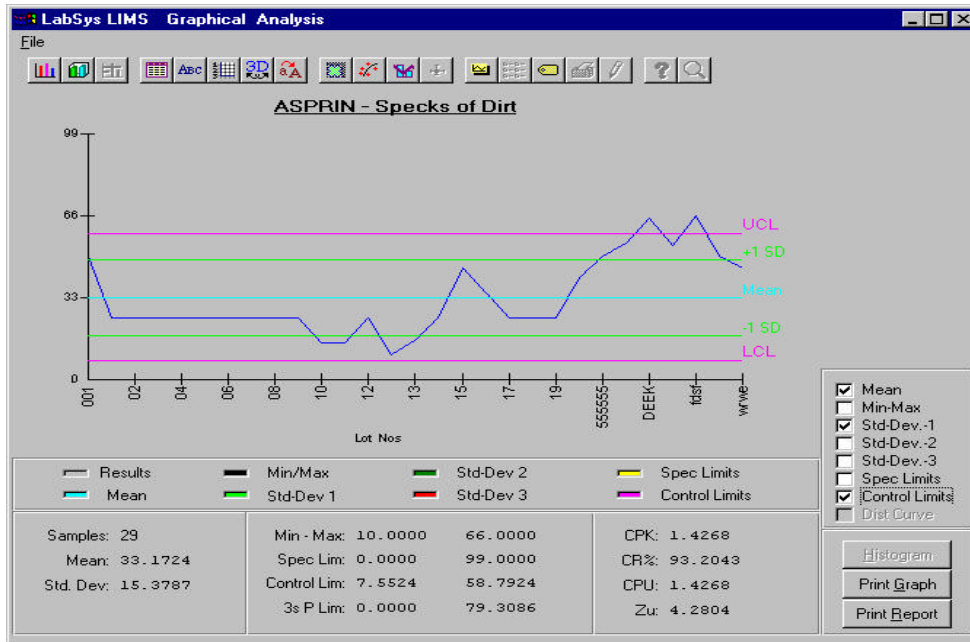 LabSys LIMS Graphical Analysis
File
ABC
3D
ASPRIN - Specks of Dirt
99
66
33
0
UCL
+1 SD
Mean
-1 SD
LCL
001 02 04 06 08 10 12 13 15 17 19 555555 DEEK fdsf wrwe
Lot Nos
Mean
Min-Max
Std-Dev.-1
Std-Dev.-2
Std-Dev.-3
Spec Limits
Control Limits
Dist Curve
Results Min/Max Std-Dev 2 Spec Limits
Mean Std-Dev 1 Std-Dev 3 Control Limits
Samples: 29
Mean: 33.1724
Std. Dev: 15.3787
Min - Max: 10.0000 66.0000
Spec Lim: 0.0000 99.0000
Control Lim: 7.5524 58.7924
3s P Lim: 0.0000 79.3086
CPK: 1.4268
CR%: 93.2043
CPU: 1.4268
Zu: 4.2804
Histogram
Print Graph
Print Report